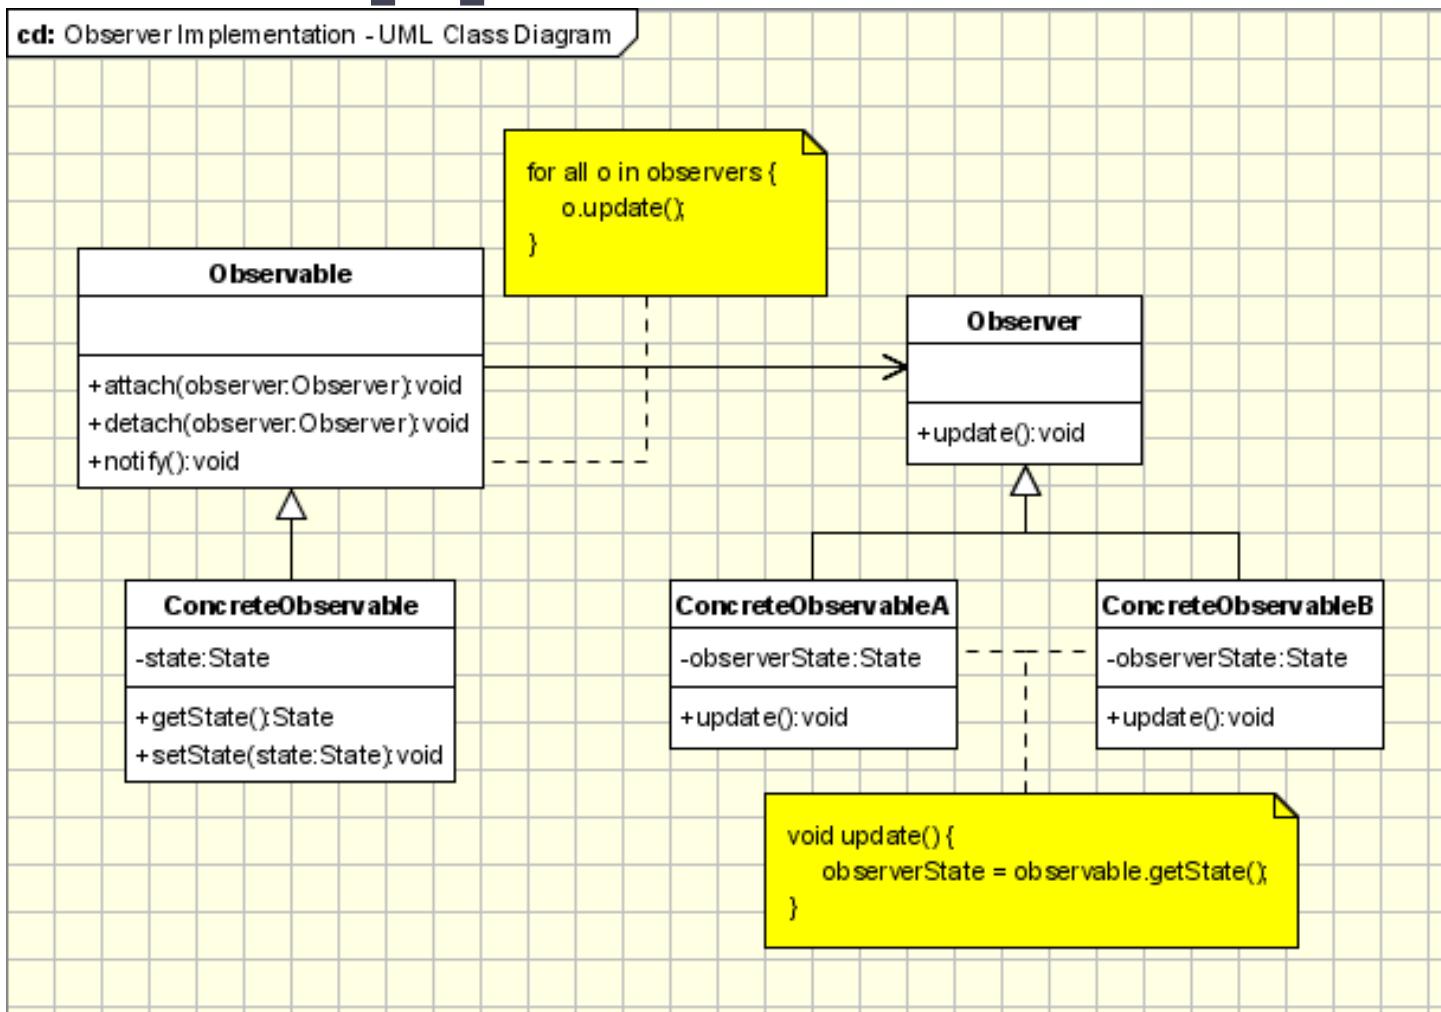 cd: Observer Implementation - UML Class Diagram
for all o in observers {
o.update();
}
Observable
+attach(observer:Observer):void
+detach(observer:Observer):void
+notify():void
Observer
+update():void
ConcreteObservable
-state:State
+getState():State
+setState(state:State):void
ConcreteObservableA
-observerState:State
+update():void
ConcreteObservableB
-observerState:State
+update():void
void update() {
observerState = observable.getState();
}